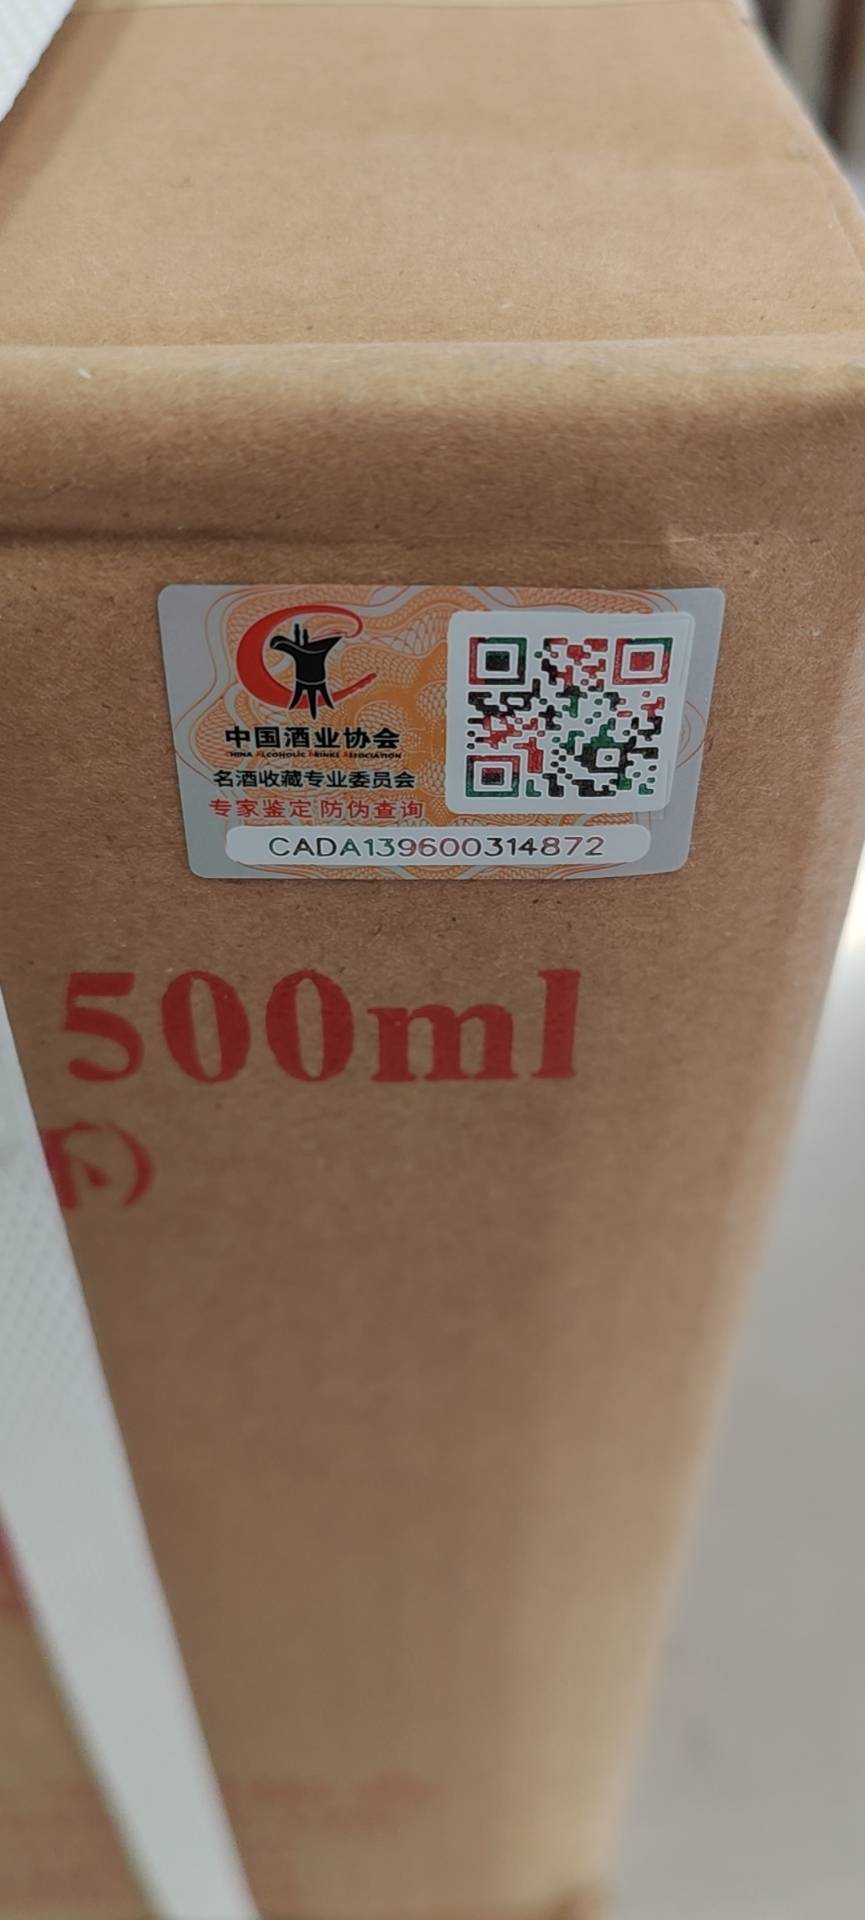 中国酒业协会
CHINA ALCOHOLIC DRINKS ASSOCIATION
名酒收藏专业委员会
专家鉴定 防伪查询
CADA139600314872
500ml